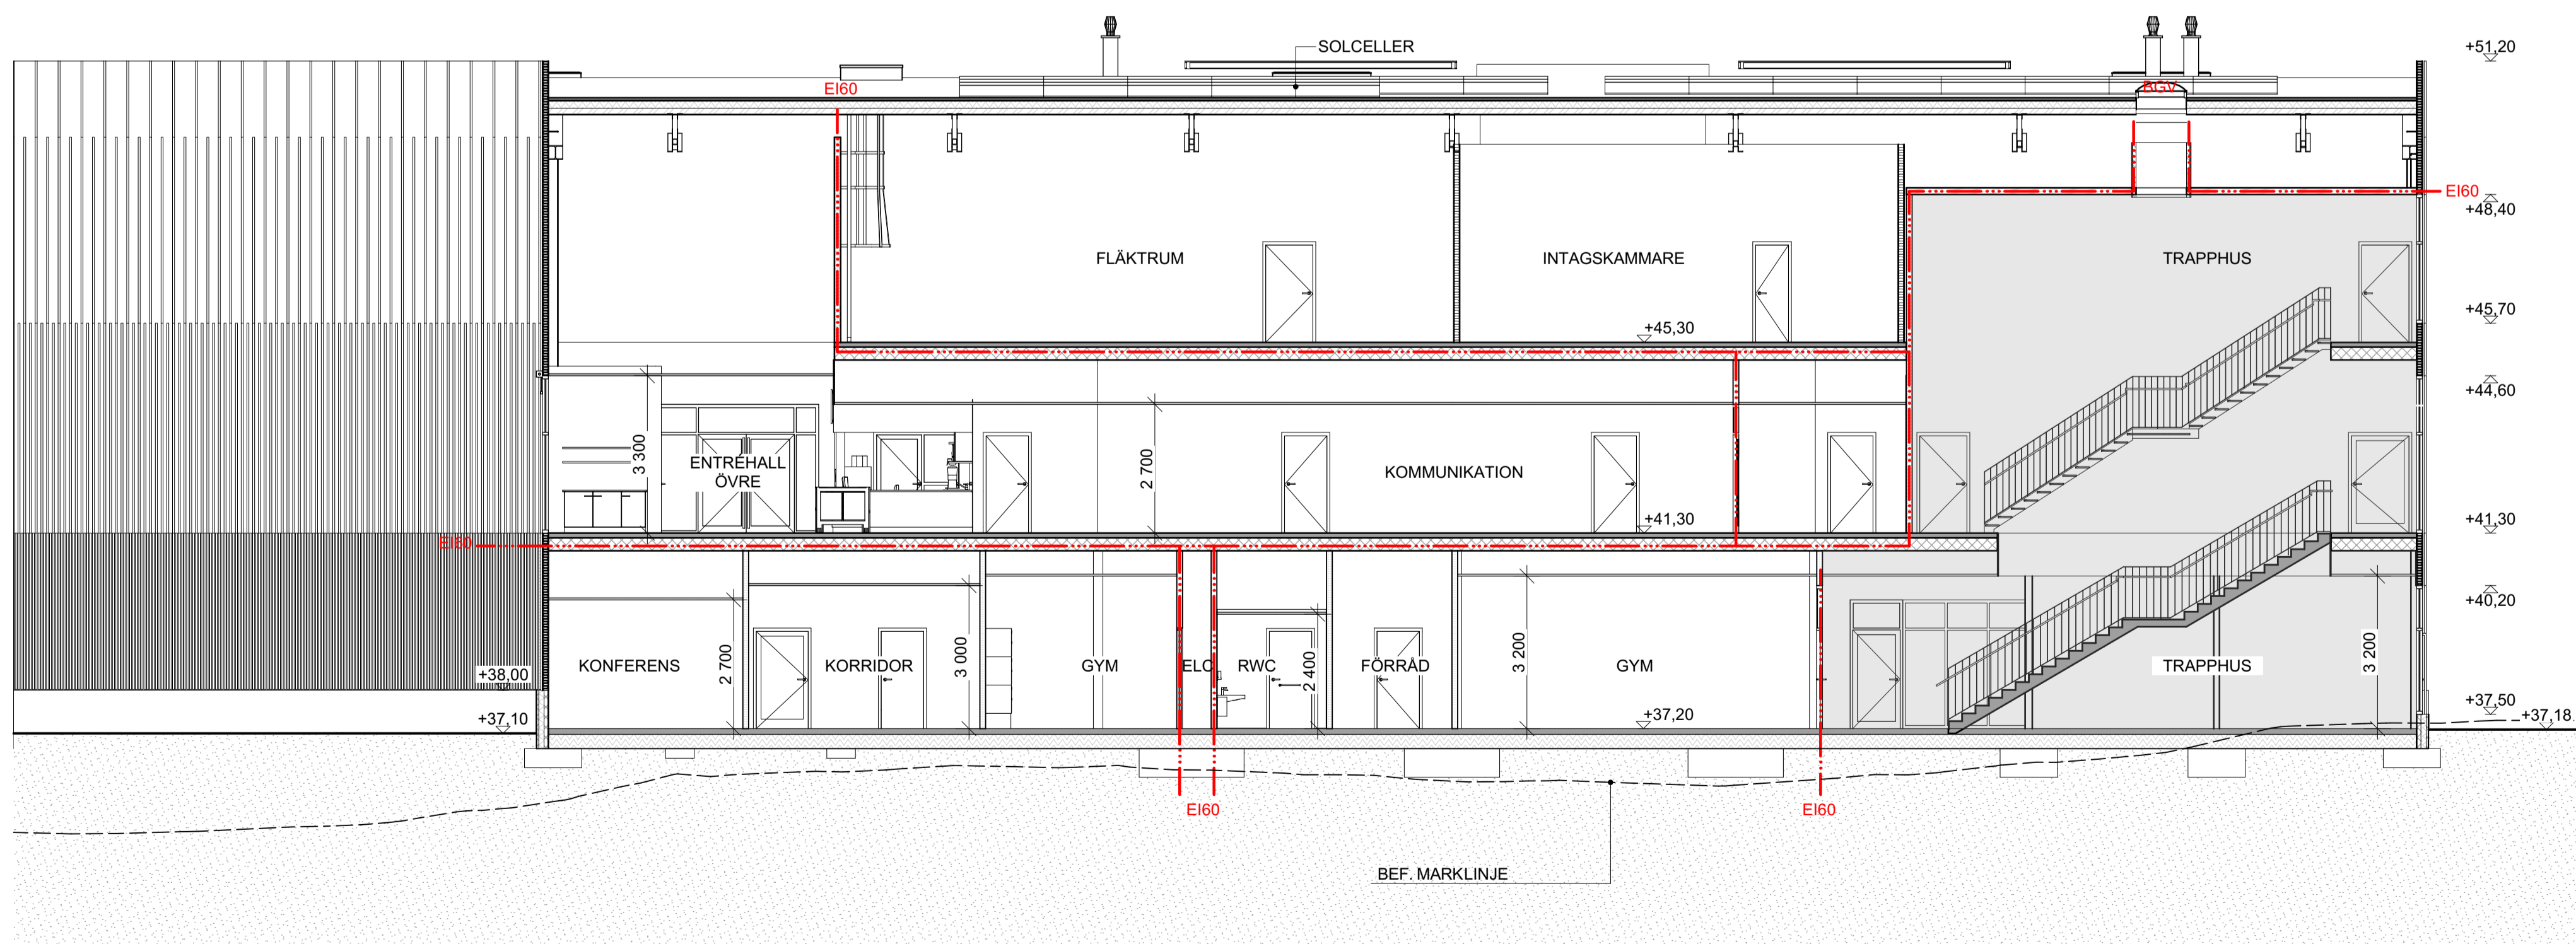 SOLCELLER
+51,20
EI60
BGV
EI60
+48,40
FLÄKTRUM
INTAGSKAMMARE
TRAPPHUS
+45,30
+45,70
+44,60
3 300
ENTRÉHALL
ÖVRE
2 700
KOMMUNIKATION
+41,30
+41,30
EI60
+40,20
KONFERENS
2 700
KORRIDOR
3 000
GYM
ELC
RWC
2 400
FÖRRÅD
3 200
GYM
TRAPPHUS
3 200
+38,00
+37,10
+37,20
+37,50
+37,18
EI60
EI60
BEF. MARKLINJE